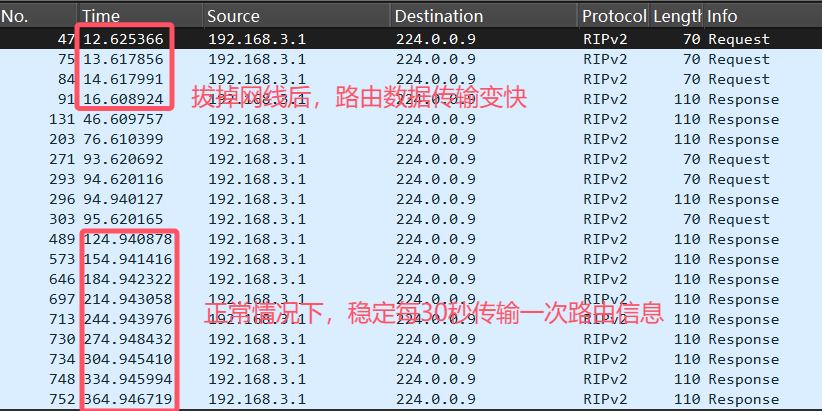 No. Time Source Destination Protocol Length Info
47 12.625366 192.168.3.1 224.0.0.9 RIPv2 70 Request
75 13.617856 192.168.3.1 224.0.0.9 RIPv2 70 Request
84 14.617991 192.168.3.1 224.0.0.9 RIPv2 70 Request
91 16.608924 192.168.3.1 224.0.0.9 RIPv2 110 Response
拔掉网线后，路由数据传输变快
131 46.609757 192.168.3.1 224.0.0.9 RIPv2 110 Response
203 76.610399 192.168.3.1 224.0.0.9 RIPv2 110 Response
271 93.620692 192.168.3.1 224.0.0.9 RIPv2 70 Request
293 94.620116 192.168.3.1 224.0.0.9 RIPv2 70 Request
296 94.940127 192.168.3.1 224.0.0.9 RIPv2 110 Response
303 95.620165 192.168.3.1 224.0.0.9 RIPv2 70 Request
489 124.940878 192.168.3.1 224.0.0.9 RIPv2 110 Response
573 154.941416 192.168.3.1 224.0.0.9 RIPv2 110 Response
646 184.942322 192.168.3.1 224.0.0.9 RIPv2 110 Response
697 214.943058 192.168.3.1 224.0.0.9 RIPv2 110 Response
正常情况下，稳定每30秒传输一次路由信息
713 244.943976 192.168.3.1 224.0.0.9 RIPv2 110 Response
730 274.948432 192.168.3.1 224.0.0.9 RIPv2 110 Response
734 304.945410 192.168.3.1 224.0.0.9 RIPv2 110 Response
748 334.945994 192.168.3.1 224.0.0.9 RIPv2 110 Response
752 364.946719 192.168.3.1 224.0.0.9 RIPv2 110 Response